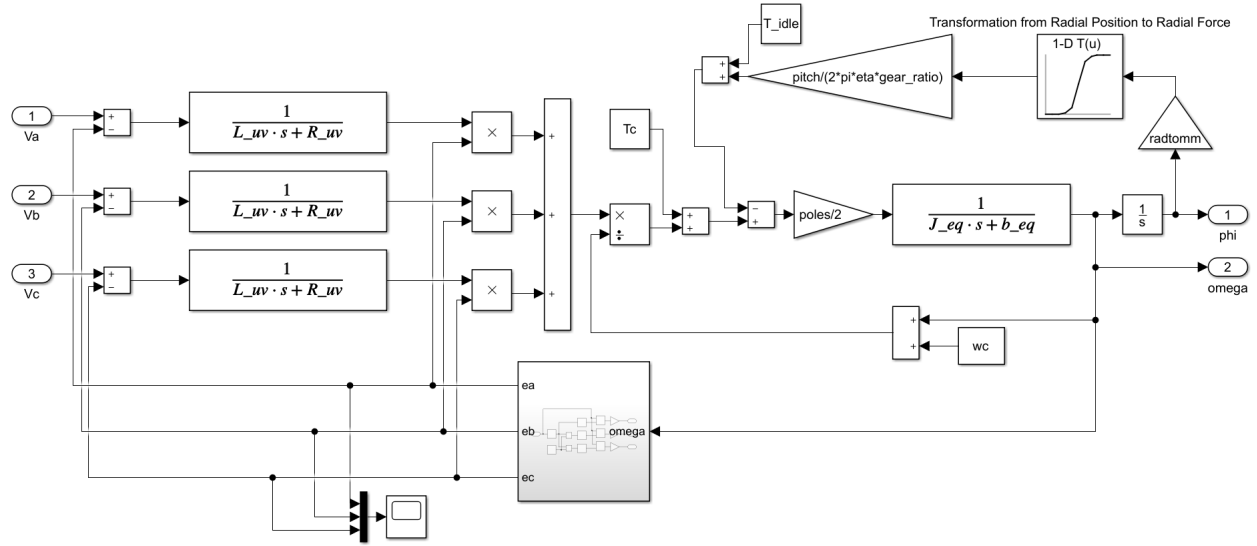 Transformation from Radial Position to Radial Force
T_idle
1-D T(u)
+
+
pitch/(2*pi*eta*gear_ratio)
radtomm
1
Va
+
−
1
L_uv · s + R_uv
×
+
Tc
2
Vb
+
−
1
L_uv · s + R_uv
×
+
×
÷
+
+
−
+
poles/2
1
J_eq · s + b_eq
1
s
1
phi
3
Vc
+
−
1
L_uv · s + R_uv
×
+
2
omega
+
+
wc
ea
eb
ec
omega